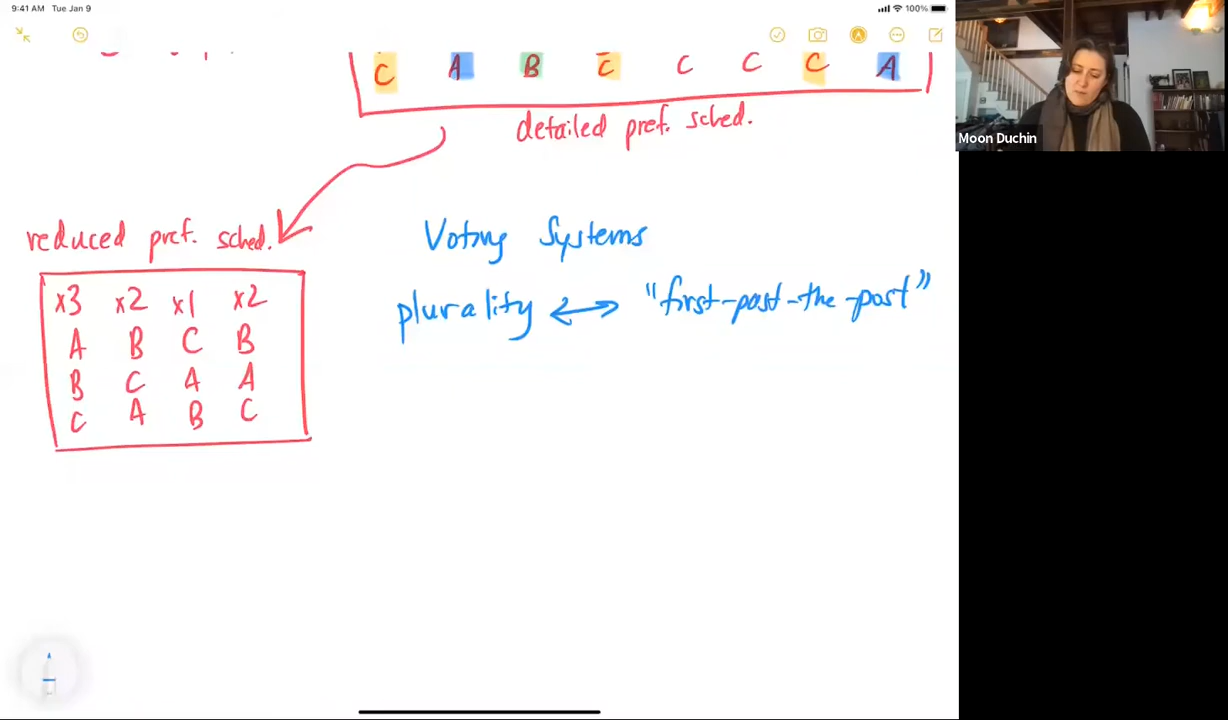 9:41 AM Tue Jan 9
100%
C A B C C C C A
detailed pref. sched.
Moon Duchin
reduced pref. sched.
x3 x2 x1 x2
A B C B
B C A A
C A B C
Voting Systems
plurality ↔ "first-past-the-post"